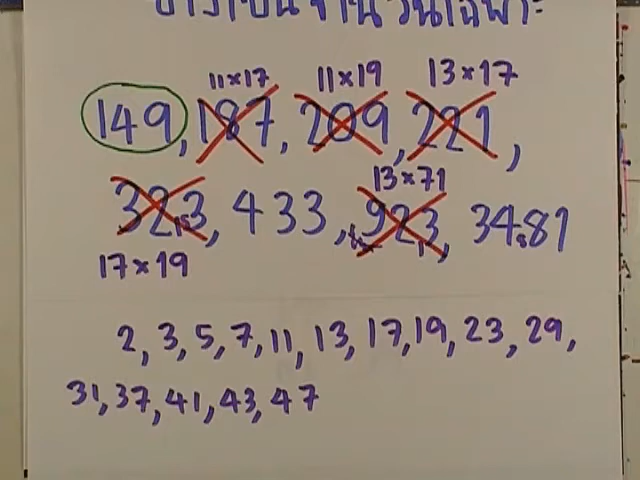 11×17 11×19 13×17
149, 187, 209, 221,
13×71
323, 433, 923, 3481
17×19
2, 3, 5, 7, 11, 13, 17, 19, 23, 29,
31, 37, 41, 43, 47